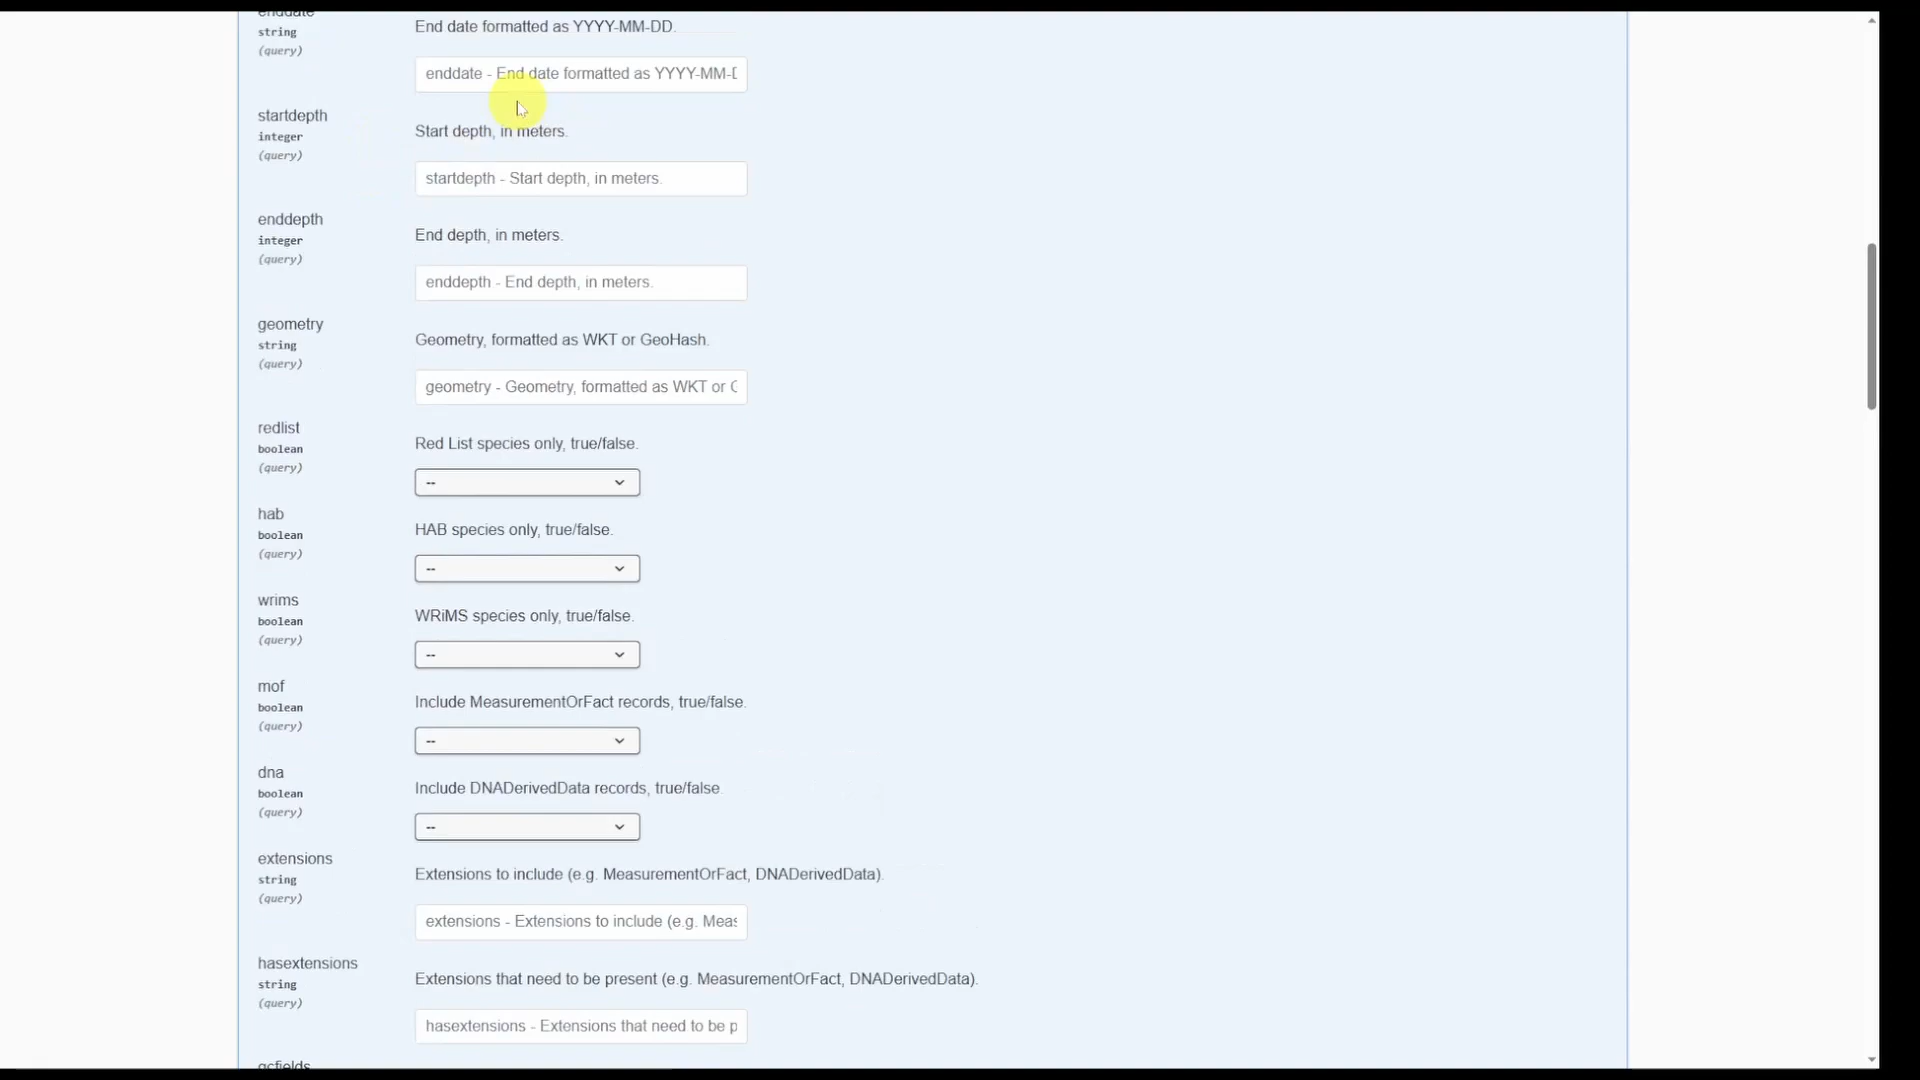 enddate
string
(query)
End date formatted as YYYY-MM-DD.
enddate - End date formatted as YYYY-MM-D
startdepth
integer
(query)
Start depth, in meters.
startdepth - Start depth, in meters.
enddepth
integer
(query)
End depth, in meters.
enddepth - End depth, in meters.
geometry
string
(query)
Geometry, formatted as WKT or GeoHash.
geometry - Geometry, formatted as WKT or G
redlist
boolean
(query)
Red List species only, true/false.
--
hab
boolean
(query)
HAB species only, true/false.
--
wrims
boolean
(query)
WRiMS species only, true/false.
--
mof
boolean
(query)
Include MeasurementOrFact records, true/false.
--
dna
boolean
(query)
Include DNADerivedData records, true/false.
--
extensions
string
(query)
Extensions to include (e.g. MeasurementOrFact, DNADerivedData).
extensions - Extensions to include (e.g. Meas
hasextensions
string
(query)
Extensions that need to be present (e.g. MeasurementOrFact, DNADerivedData).
hasextensions - Extensions that need to be p
qcfields